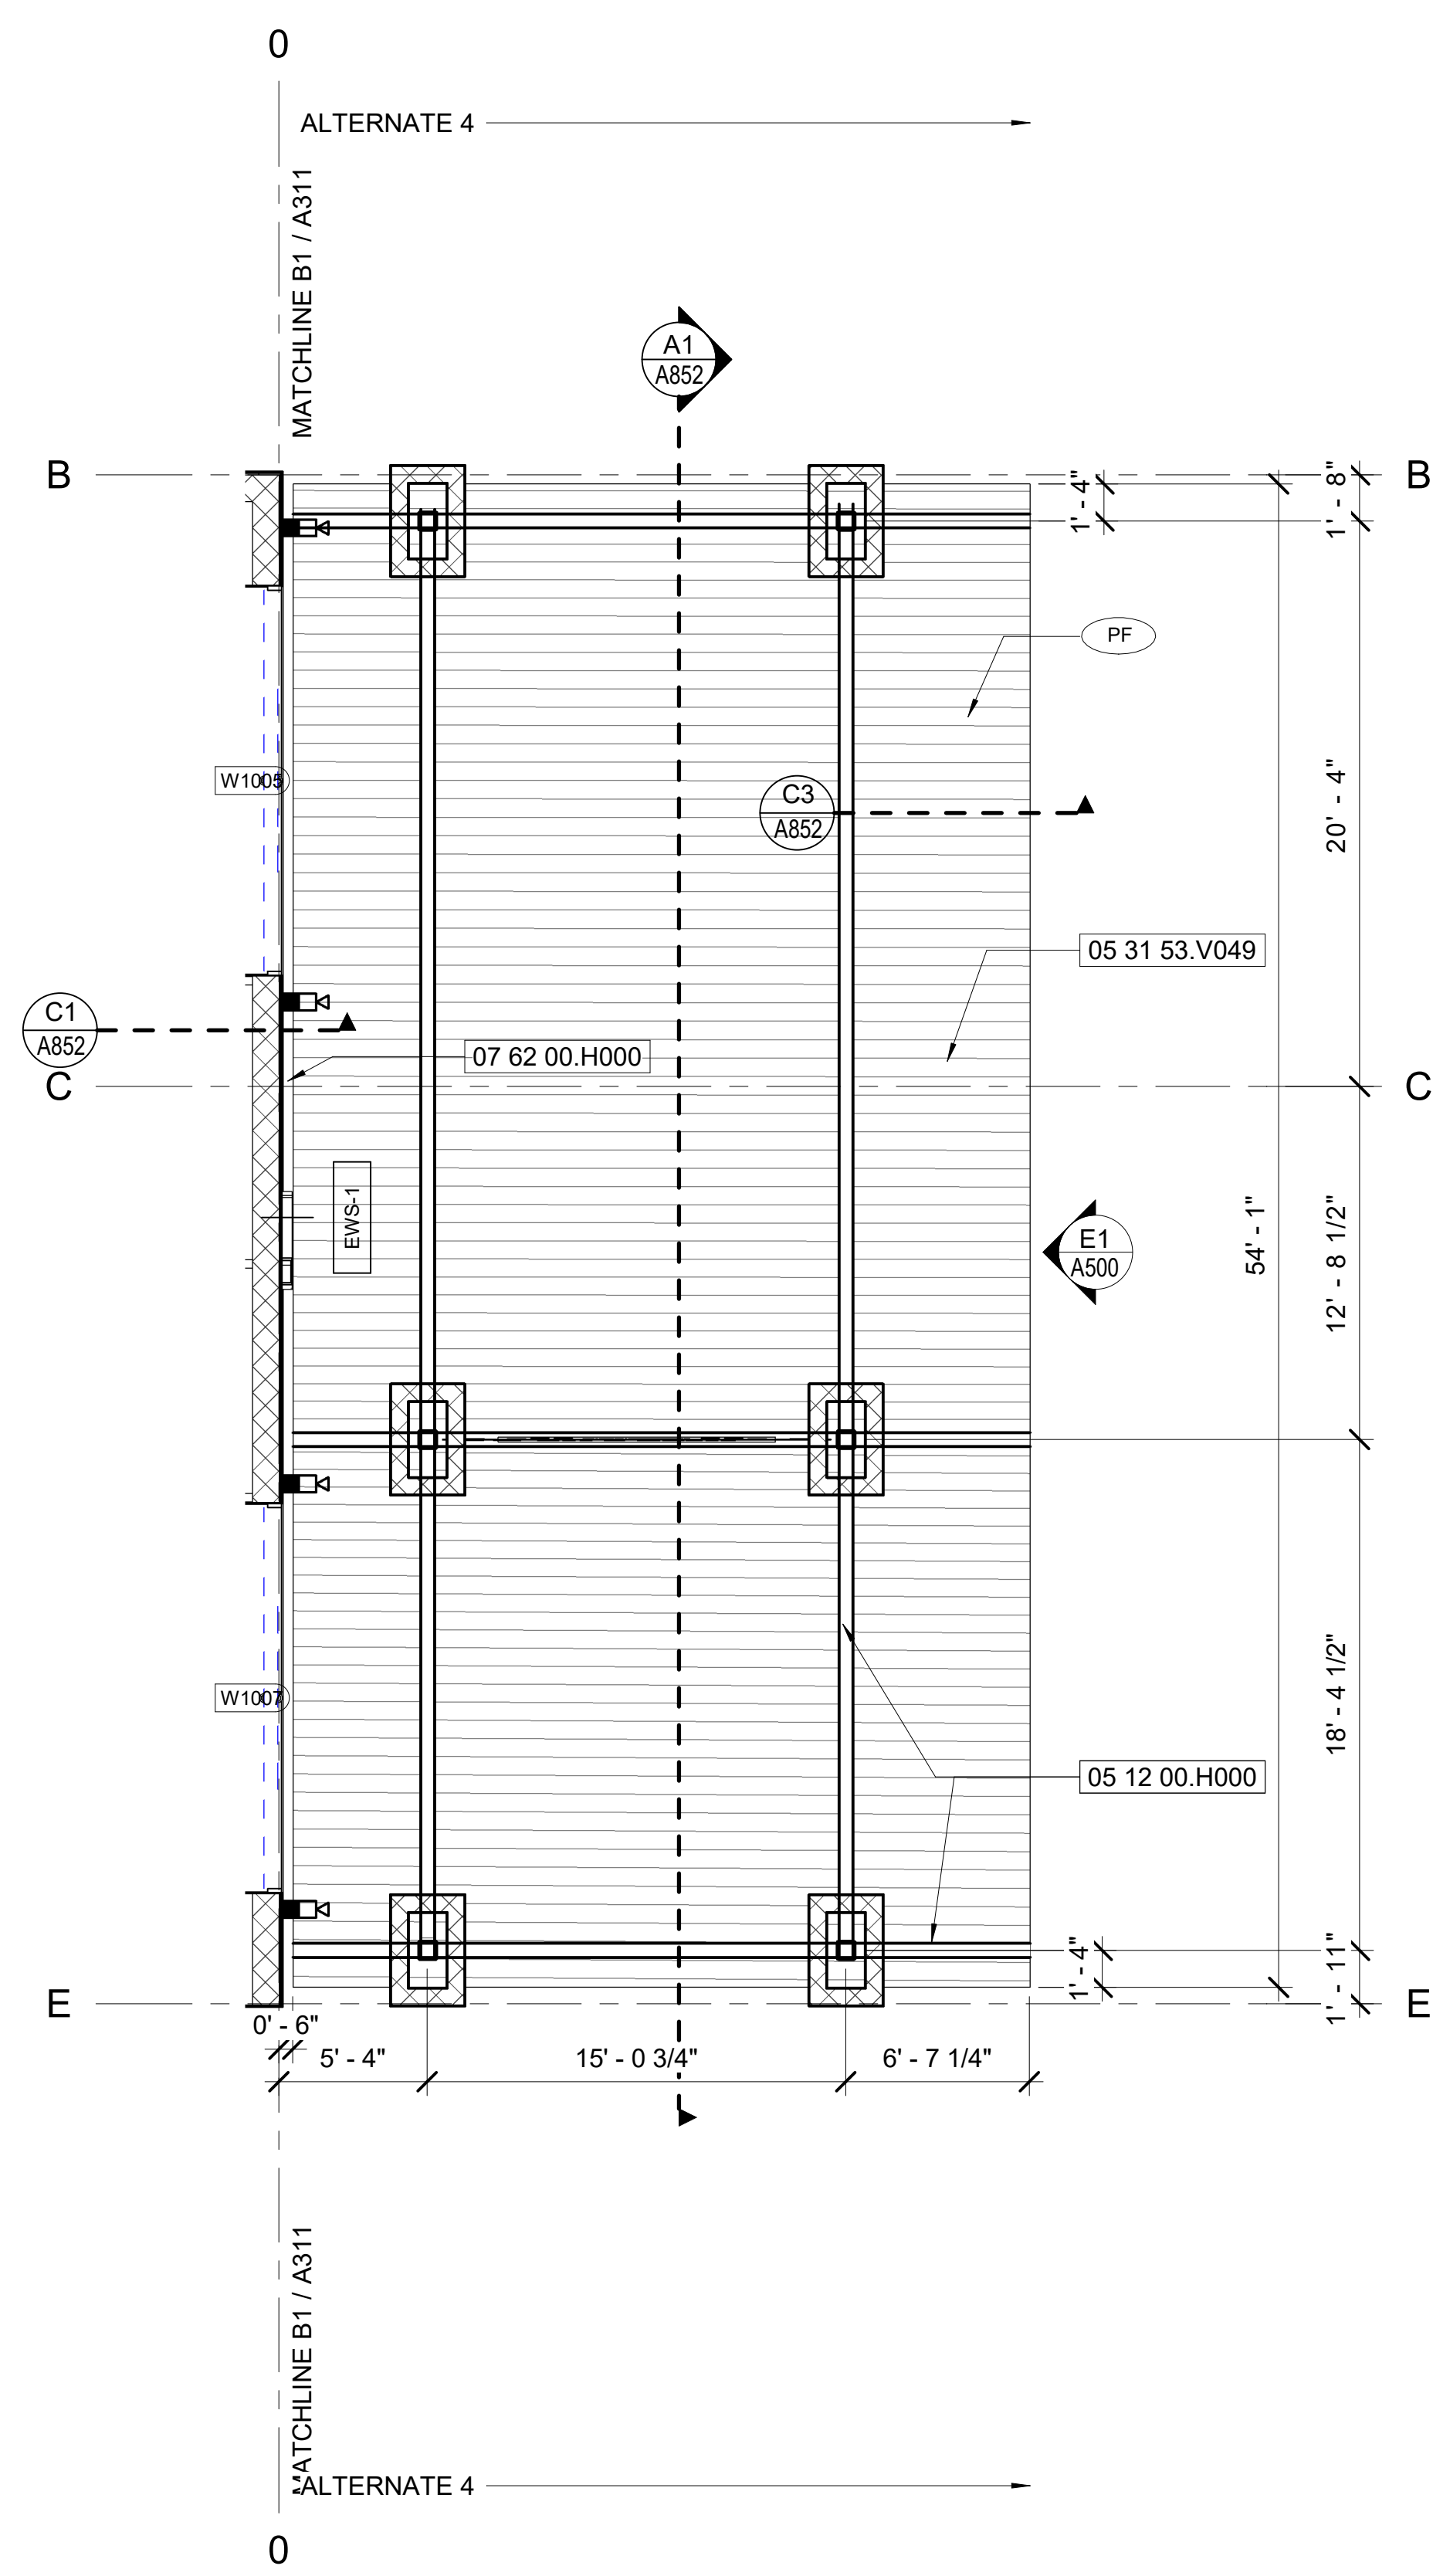 0
ALTERNATE 4
MATCHLINE B1 / A311
A1
A852
B
B
1' - 4"
1' - 8"
PF
W1005
C3
A852
20' - 4"
05 31 53.V049
C1
A852
07 62 00.H000
C
C
EWS-1
E1
A500
54' - 1"
12' - 8 1/2"
W1007
18' - 4 1/2"
05 12 00.H000
1' - 4"
1' - 11"
E
E
0' - 6"
5' - 4"
15' - 0 3/4"
6' - 7 1/4"
MATCHLINE B1 / A311
ALTERNATE 4
0